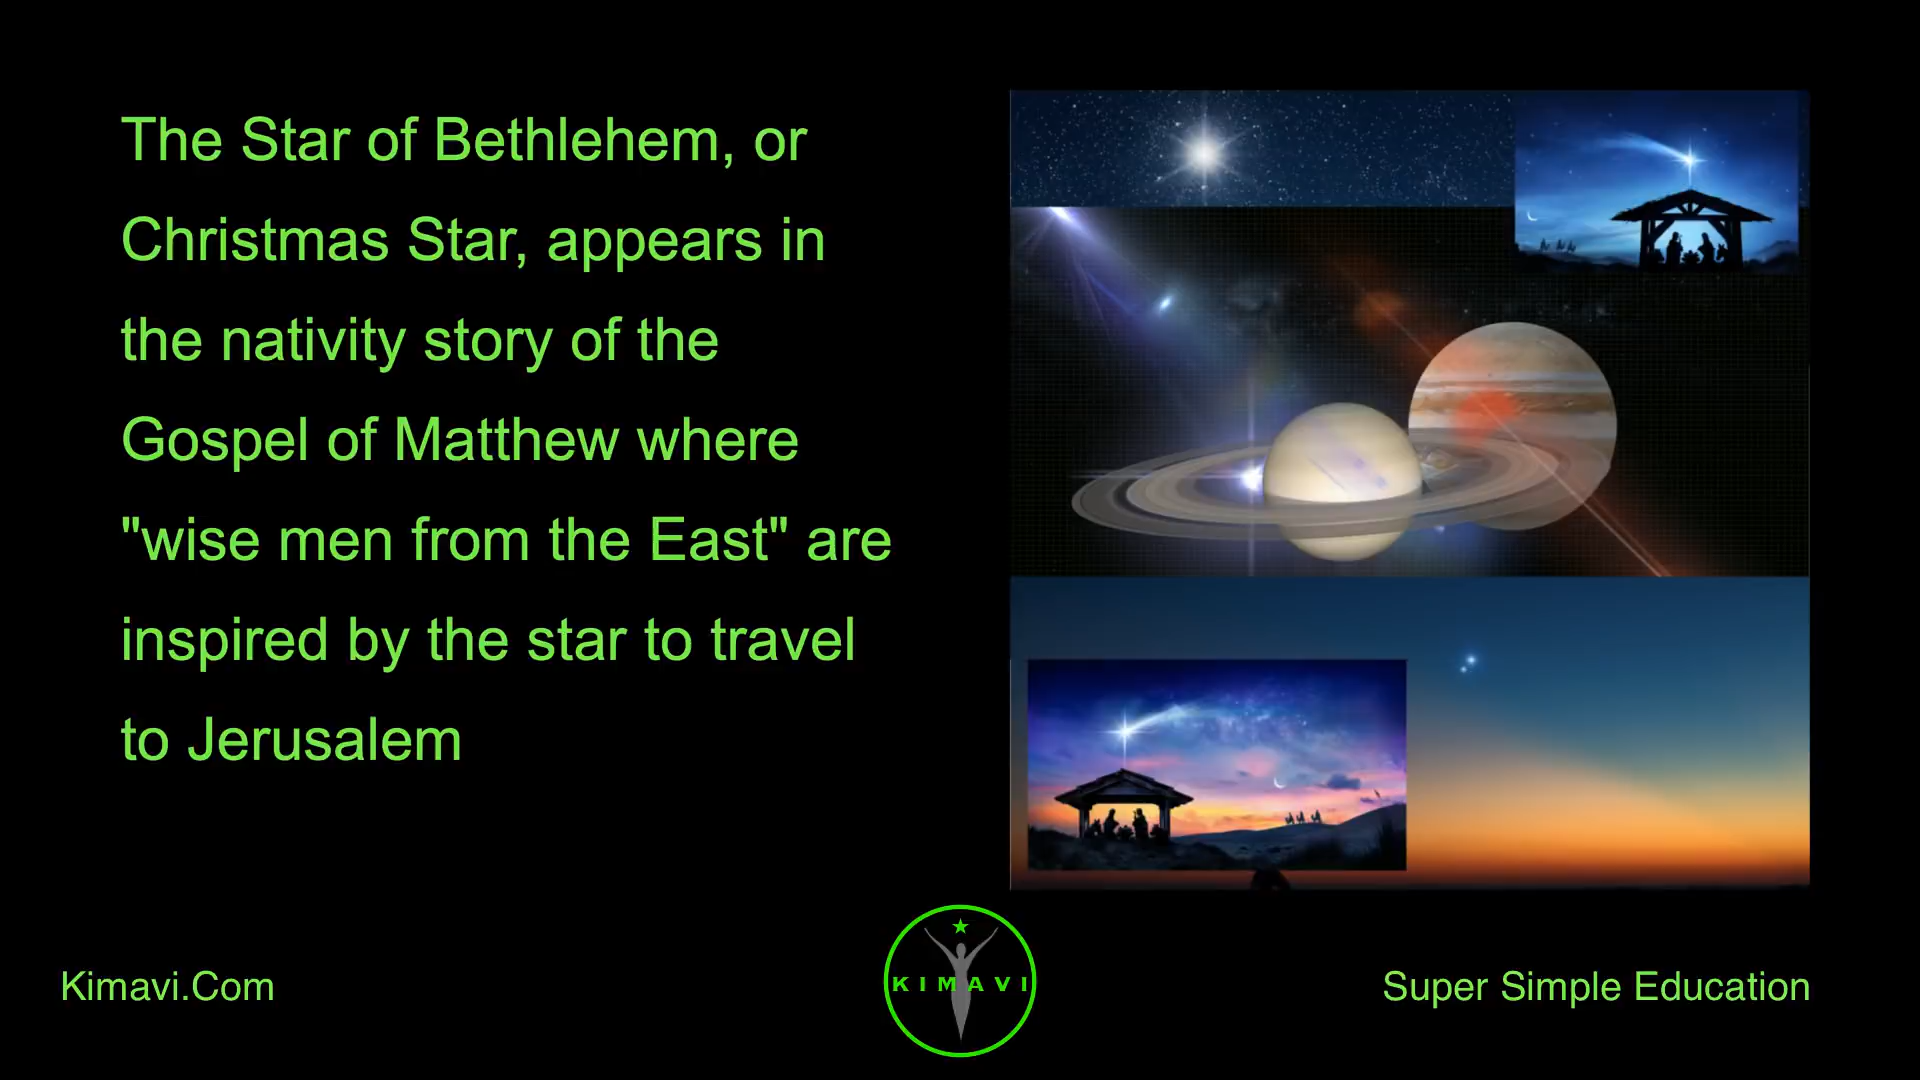 The Star of Bethlehem, or
Christmas Star, appears in
the nativity story of the
Gospel of Matthew where
"wise men from the East" are
inspired by the star to travel
to Jerusalem
Kimavi.Com
KIMAVI
Super Simple Education